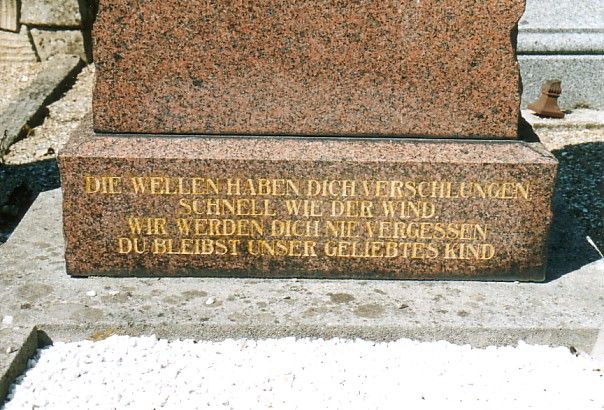 DIE WELLEN HABEN DICH VERSCHLUNGEN
SCHNELL WIE DER WIND.
WIR WERDEN DICH NIE VERGESSEN
DU BLEIBST UNSER GELIEBTES KIND.